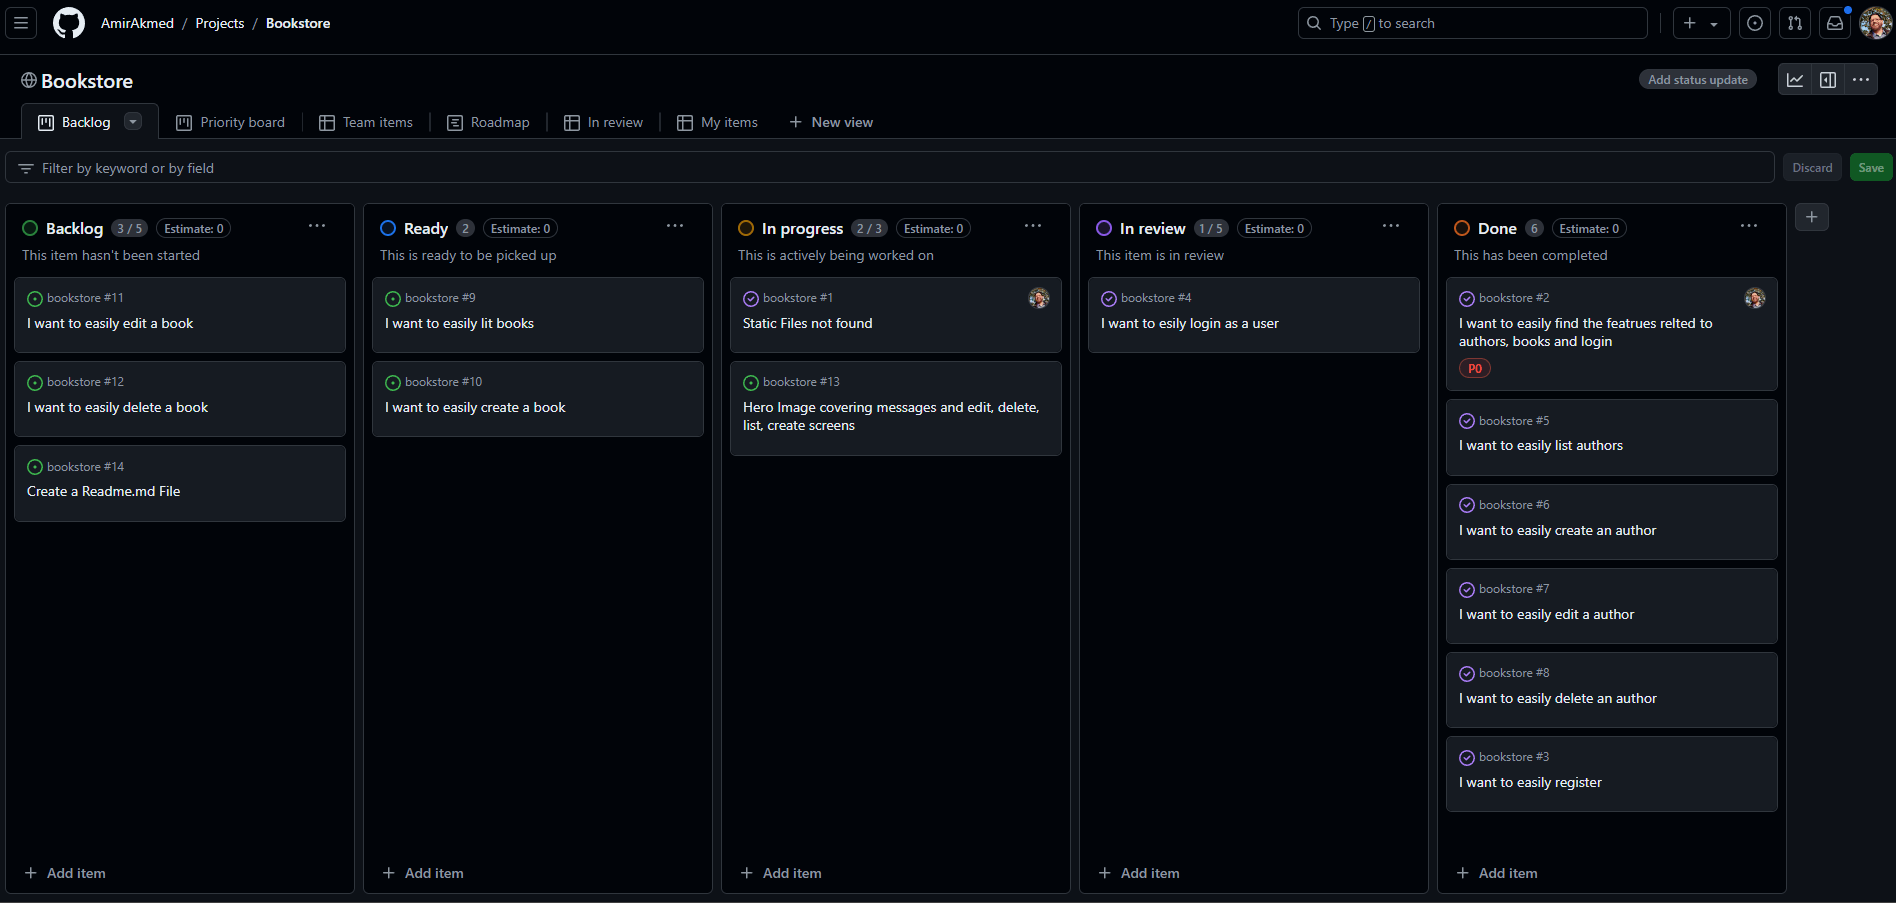 AmirAkmed / Projects / Bookstore
Type / to search
Bookstore
Add status update
Backlog
Priority board
Team items
Roadmap
In review
My items
New view
Filter by keyword or by field
Discard
Save
Backlog 3 / 5 Estimate: 0
This item hasn't been started
bookstore #11
I want to easily edit a book
bookstore #12
I want to easily delete a book
bookstore #14
Create a Readme.md File
Add item
Ready 2 Estimate: 0
This is ready to be picked up
bookstore #9
I want to easily lit books
bookstore #10
I want to easily create a book
Add item
In progress 2 / 3 Estimate: 0
This is actively being worked on
bookstore #1
Static Files not found
bookstore #13
Hero Image covering messages and edit, delete,
list, create screens
Add item
In review 1 / 5 Estimate: 0
This item is in review
bookstore #4
I want to esily login as a user
Add item
Done 6 Estimate: 0
This has been completed
bookstore #2
I want to easily find the featrues relted to
authors, books and login
P0
bookstore #5
I want to easily list authors
bookstore #6
I want to easily create an author
bookstore #7
I want to easily edit a author
bookstore #8
I want to easily delete an author
bookstore #3
I want to easily register
Add item